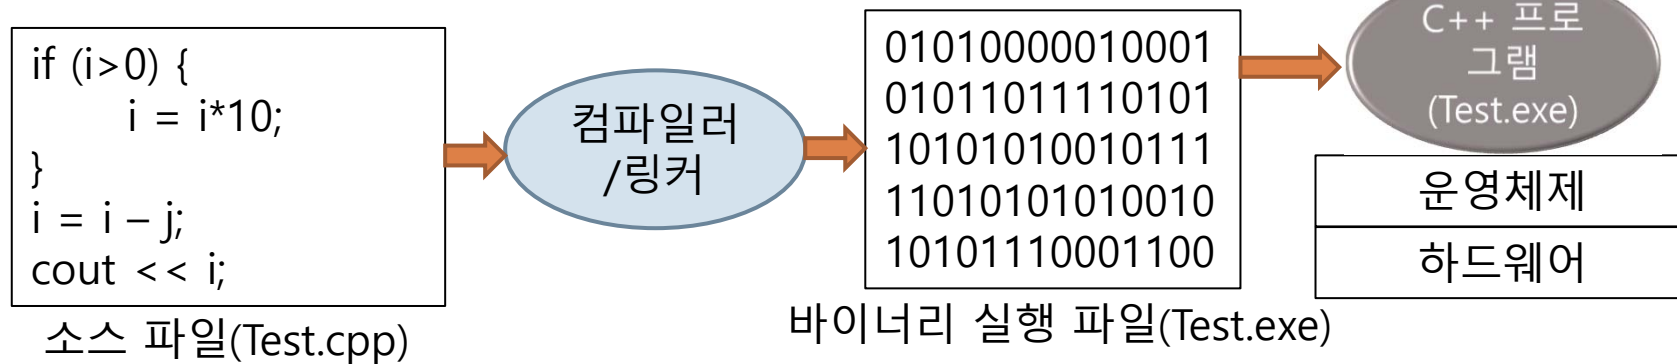 if (i>0) {
i = i*10;
}
i = i – j;
cout << i;
소스 파일(Test.cpp)
컴파일러
/링커
01010000010001
01011011110101
10101010010111
11010101010010
10101110001100
바이너리 실행 파일(Test.exe)
C++ 프로
그램
(Test.exe)
운영체제
하드웨어